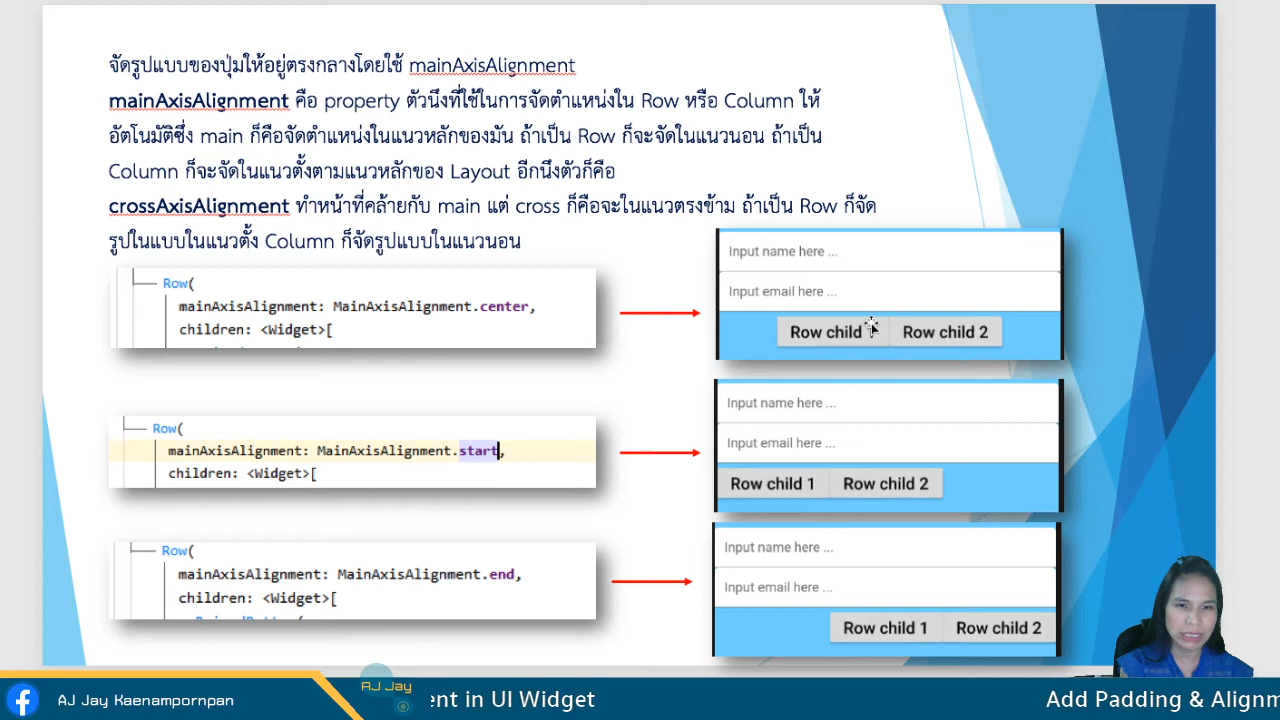 จัดรูปแบบของปุ่มให้อยู่ตรงกลางโดยใช้ mainAxisAlignment
mainAxisAlignment คือ property ตัวนึงที่ใช้ในการจัดตำแหน่งใน Row หรือ Column ให้
อัตโนมัติซึ่ง main ก็คือจัดตำแหน่งในแนวหลักของมัน ถ้าเป็น Row ก็จะจัดในแนวนอน ถ้าเป็น
Column ก็จะจัดในแนวตั้งตามแนวหลักของ Layout อีกนึงตัวก็คือ
crossAxisAlignment ทำหน้าที่คล้ายกับ main แต่ cross ก็คือจะในแนวตรงข้าม ถ้าเป็น Row ก็จัด
รูปในแบบในแนวตั้ง Column ก็จัดรูปแบบในแนวนอน
Row(
mainAxisAlignment: MainAxisAlignment.center,
children: <Widget>[
Input name here ...
Input email here ...
Row child
Row child 2
Row(
mainAxisAlignment: MainAxisAlignment.start,
children: <Widget>[
Input name here ...
Input email here ...
Row child 1
Row child 2
Row(
mainAxisAlignment: MainAxisAlignment.end,
children: <Widget>[
Input name here ...
Input email here ...
Row child 1
Row child 2
AJ Jay Kaenampornpan
AJ Jay
ent in UI Widget
Add Padding & Alignm